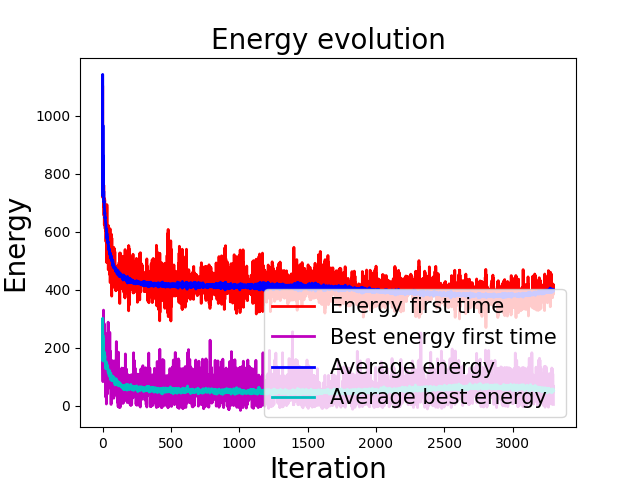 Energy evolution
Energy
1000
800
600
400
200
0
Energy first time
Best energy first time
Average energy
Average best energy
0 500 1000 1500 2000 2500 3000
Iteration